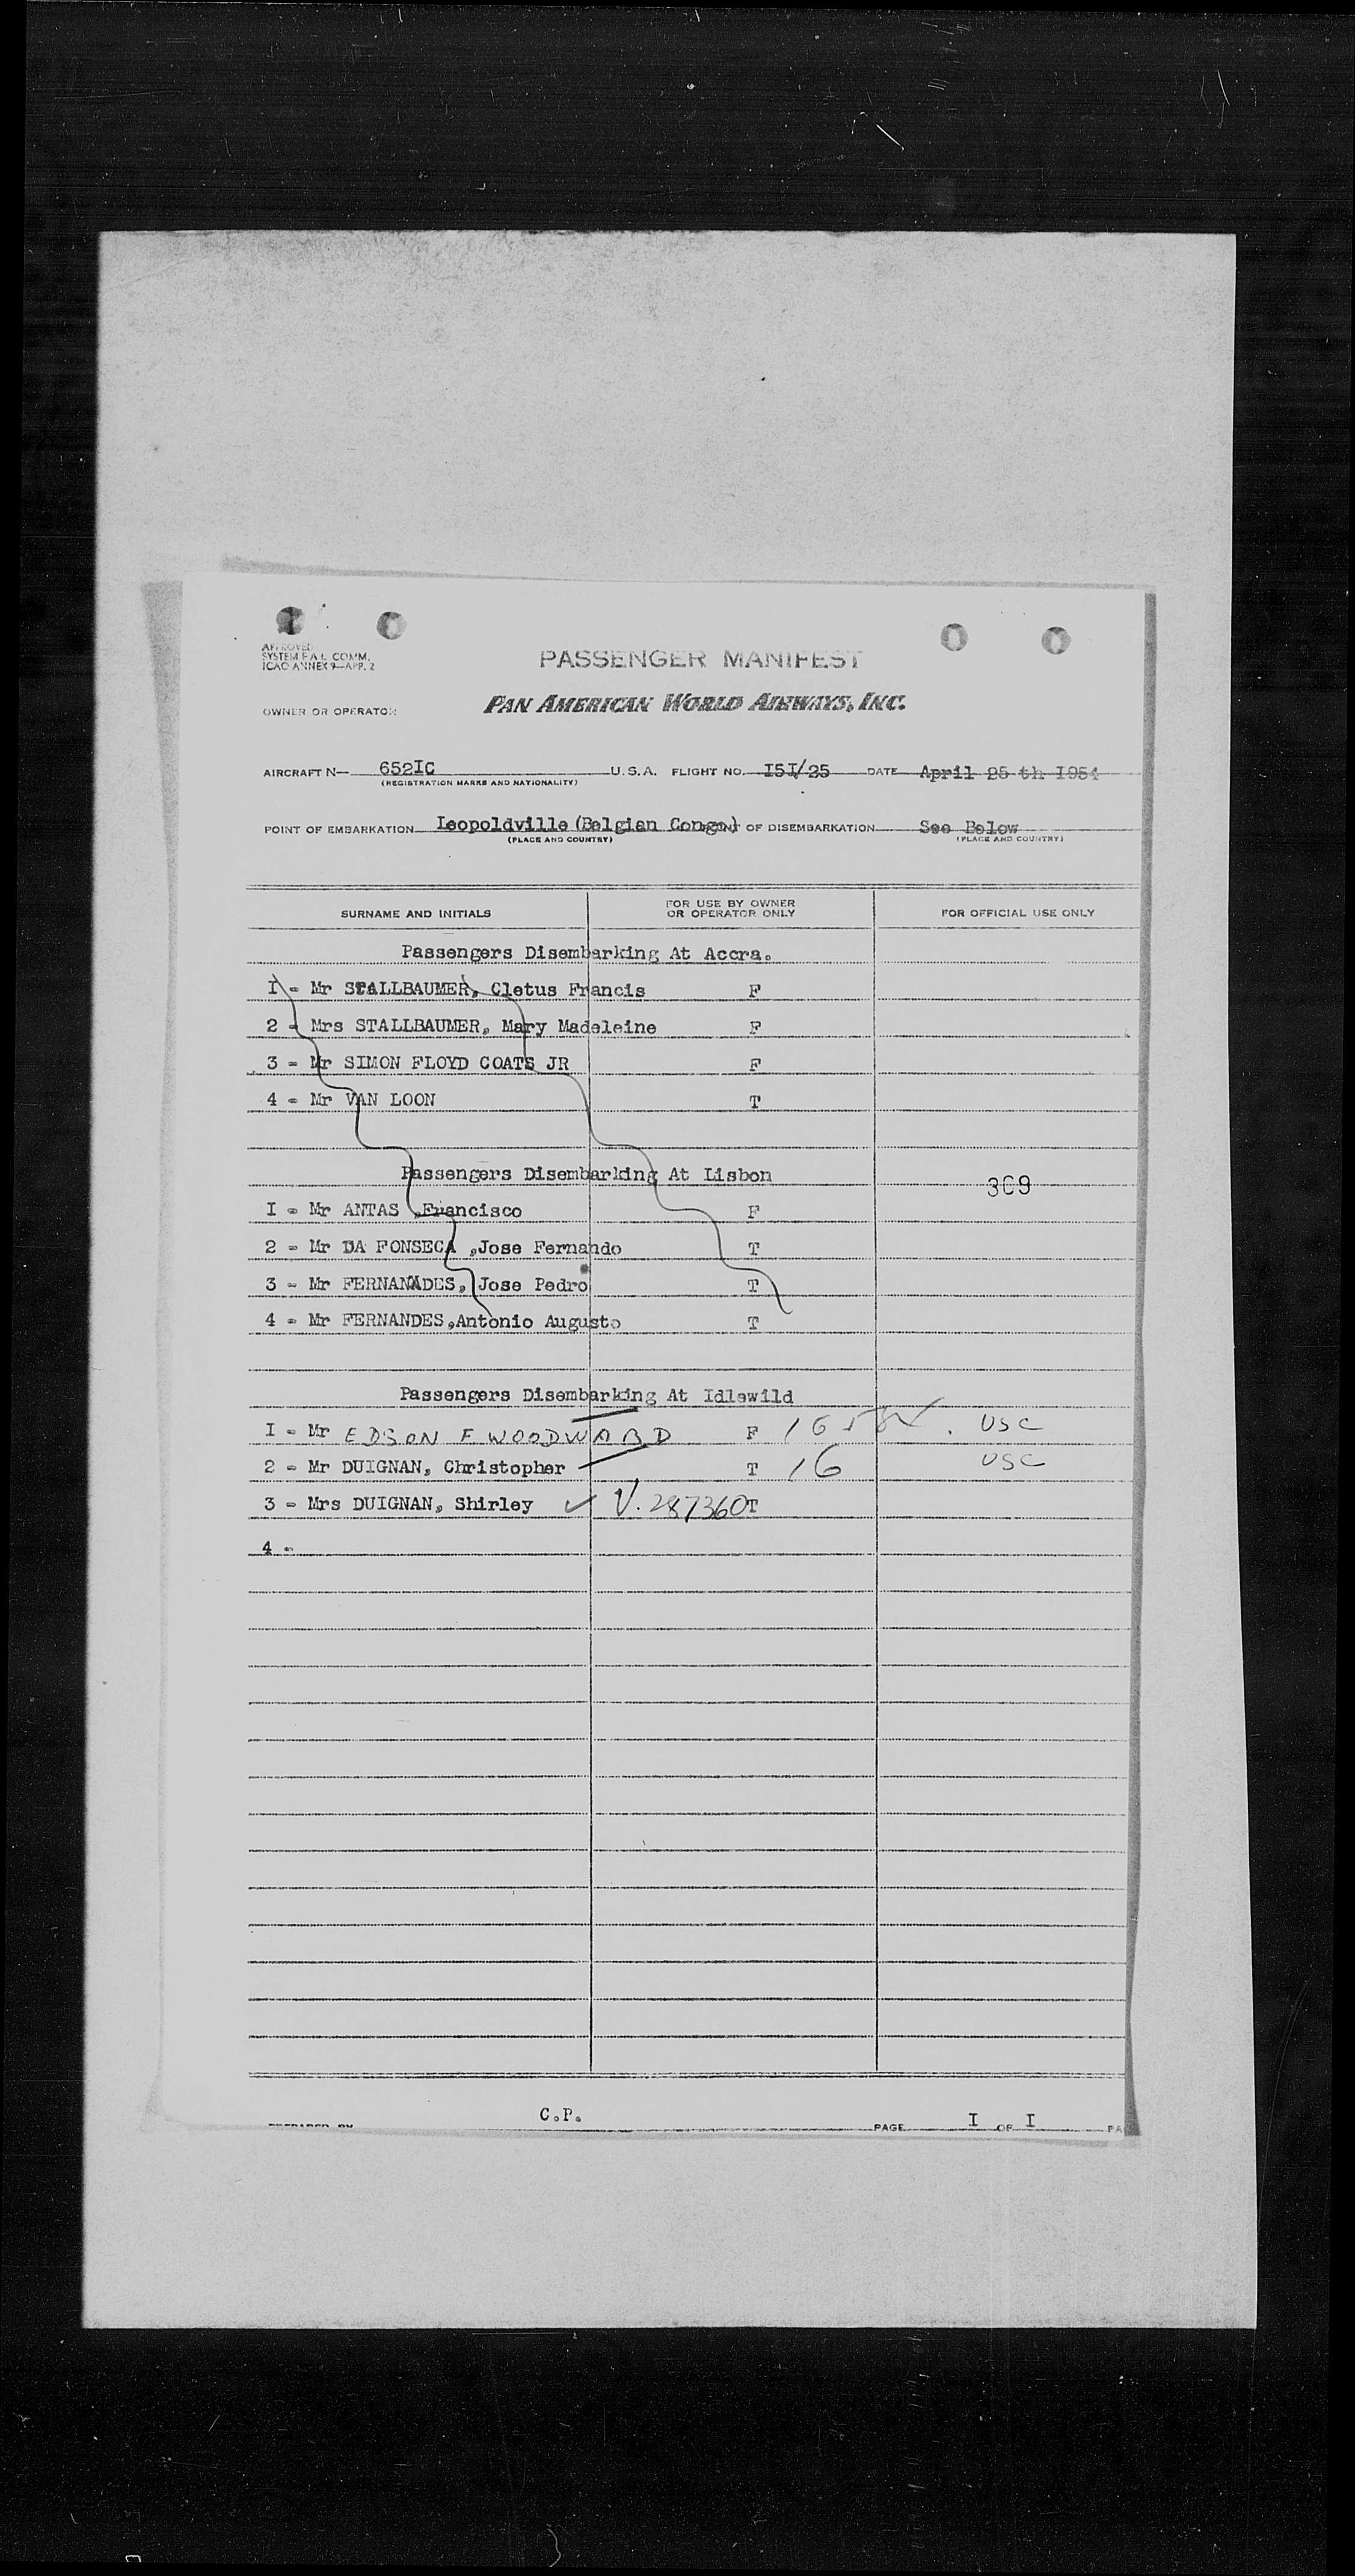 APPROVED
SYSTEM F.A.L. COMM.
ICAO ANNEX 9—APP. 2
PASSENGER MANIFEST
OWNER OR OPERATOR
PAN AMERICAN WORLD AIRWAYS, INC.
AIRCRAFT N— 652IC U.S.A. FLIGHT NO. I5I/25 DATE April 25 th I954
(REGISTRATION MARKS AND NATIONALITY)
POINT OF EMBARKATION Leopoldville (Belgian Congo) POINT OF DISEMBARKATION See Below
(PLACE AND COUNTRY) (PLACE AND COUNTRY)
SURNAME AND INITIALS FOR USE BY OWNER OR OPERATOR ONLY FOR OFFICIAL USE ONLY
Passengers Disembarking At Accra.
I - Mr STALLBAUMER, Cletus Francis F
2 - Mrs STALLBAUMER, Mary Madeleine F
3 - Mr SIMON FLOYD COATS JR F
4 - Mr VAN LOON T
Passengers Disembarking At Lisbon
369
I - Mr ANTAS ,Francisco F
2 - Mr DA FONSECA ,Jose Fernando T
3 - Mr FERNANADES, Jose Pedro T
4 - Mr FERNANDES,Antonio Augusto T
Passengers Disembarking At Idlewild
I - Mr EDSON F WOODWARD F 16 USC
2 - Mr DUIGNAN, Christopher T 16 USC
3 - Mrs DUIGNAN, Shirley ✓ V. 287360 T
4 -
PREPARED BY C.P. PAGE I OF I PA